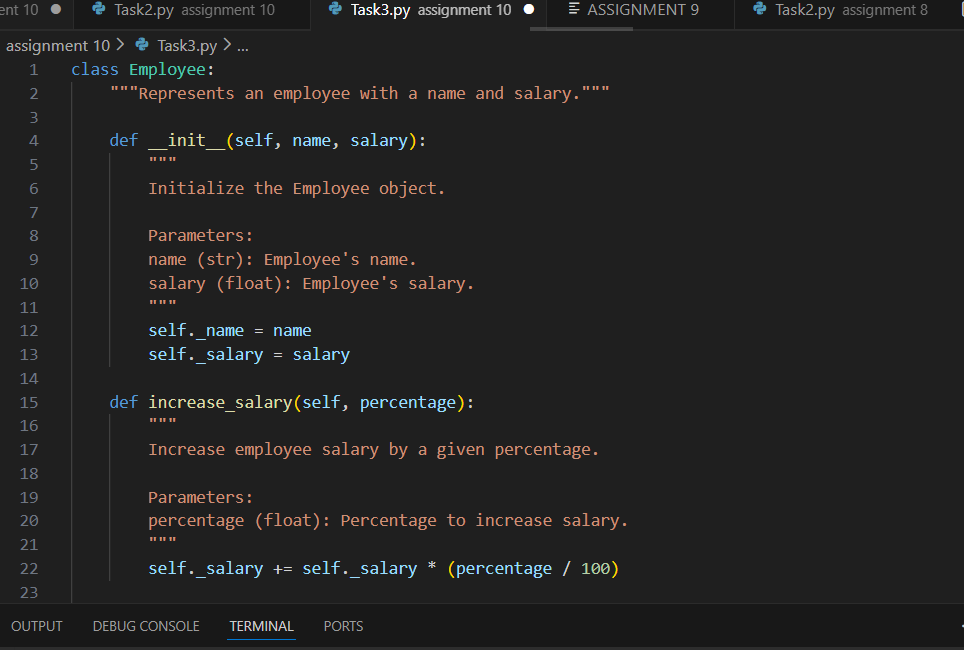 ent 10 Task2.py assignment 10 Task3.py assignment 10 ASSIGNMENT 9 Task2.py assignment 8
assignment 10 > Task3.py > ...
1 class Employee:
2 """Represents an employee with a name and salary."""
3
4 def __init__(self, name, salary):
5 """
6 Initialize the Employee object.
7
8 Parameters:
9 name (str): Employee's name.
10 salary (float): Employee's salary.
11 """
12 self._name = name
13 self._salary = salary
14
15 def increase_salary(self, percentage):
16 """
17 Increase employee salary by a given percentage.
18
19 Parameters:
20 percentage (float): Percentage to increase salary.
21 """
22 self._salary += self._salary * (percentage / 100)
23
OUTPUT DEBUG CONSOLE TERMINAL PORTS